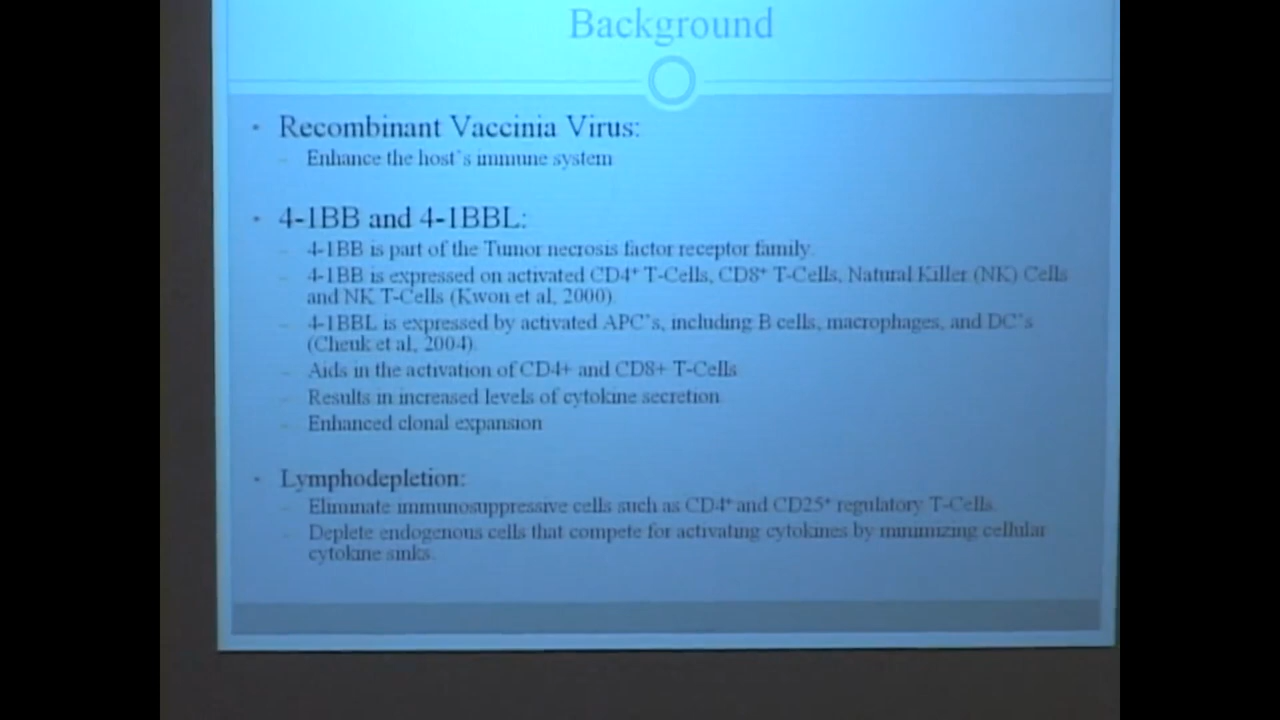 Background
• Recombinant Vaccinia Virus:
– Enhance the host's immune system
• 4-1BB and 4-1BBL:
– 4-1BB is part of the Tumor necrosis factor receptor family.
– 4-1BB is expressed on activated CD4⁺ T-Cells, CD8⁺ T-Cells, Natural Killer (NK) Cells
and NK T-Cells (Kwon et al, 2000).
– 4-1BBL is expressed by activated APC's, including B cells, macrophages, and DC's
(Cheuk et al, 2004).
– Aids in the activation of CD4+ and CD8+ T-Cells
– Results in increased levels of cytokine secretion
– Enhanced clonal expansion
• Lymphodepletion:
– Eliminate immunosuppressive cells such as CD4⁺ and CD25⁺ regulatory T-Cells.
– Deplete endogenous cells that compete for activating cytokines by minimizing cellular
cytokine sinks.